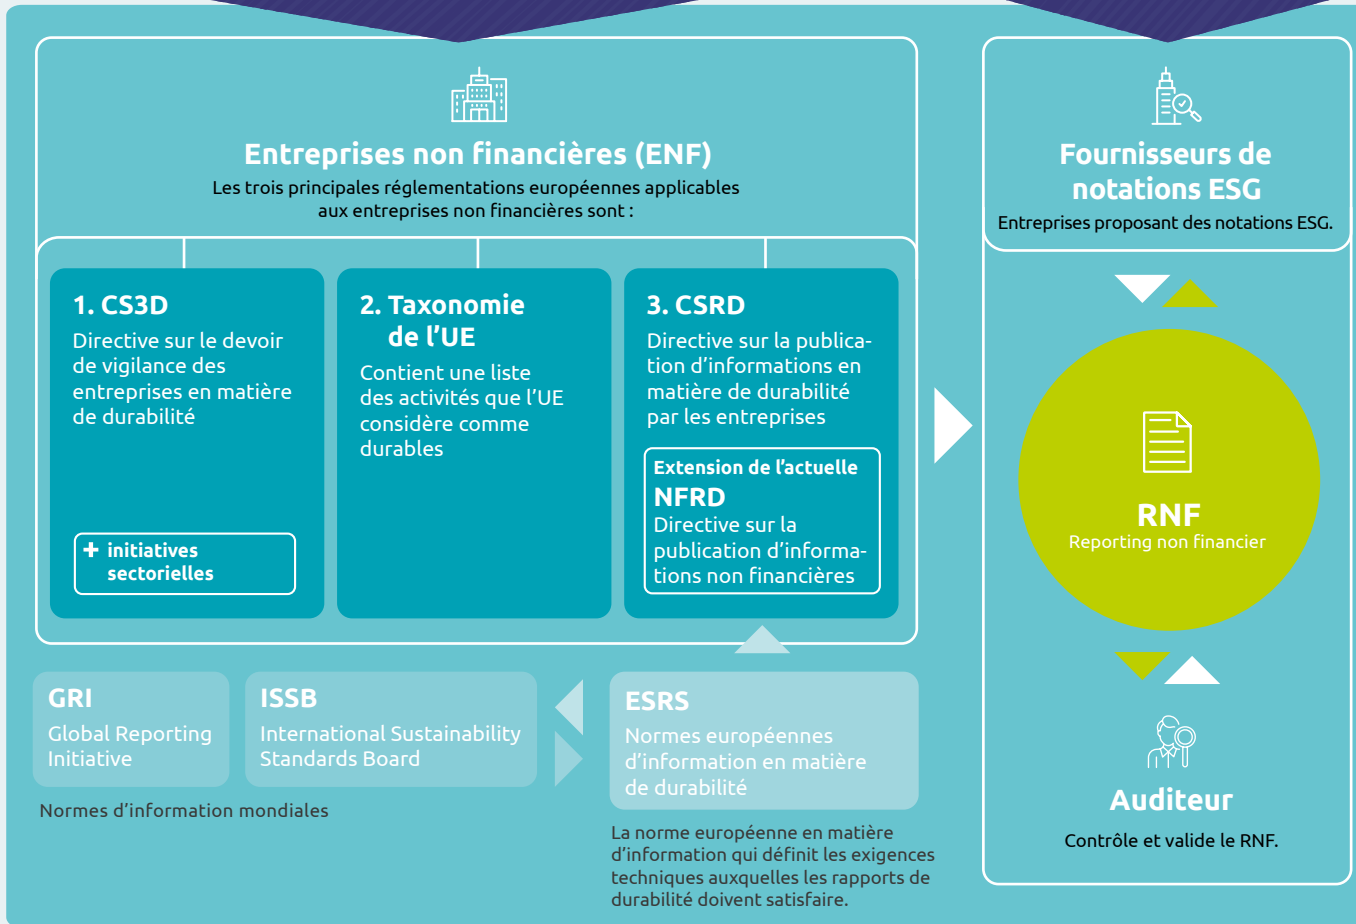 Entreprises non financières (ENF)
Les trois principales réglementations européennes applicables
aux entreprises non financières sont :
1. CS3D
Directive sur le devoir
de vigilance des
entreprises en matière
de durabilité
+ initiatives
sectorielles
2. Taxonomie
de l’UE
Contient une liste
des activités que l’UE
considère comme
durables
3. CSRD
Directive sur la publica-
tion d’informations en
matière de durabilité
par les entreprises
Extension de l’actuelle
NFRD
Directive sur la
publication d’informa-
tions non financières
GRI
Global Reporting
Initiative
ISSB
International Sustainability
Standards Board
Normes d’information mondiales
ESRS
Normes européennes
d’information en matière
de durabilité
La norme européenne en matière
d’information qui définit les exigences
techniques auxquelles les rapports de
durabilité doivent satisfaire.
Fournisseurs de
notations ESG
Entreprises proposant des notations ESG.
RNF
Reporting non financier
Auditeur
Contrôle et valide le RNF.